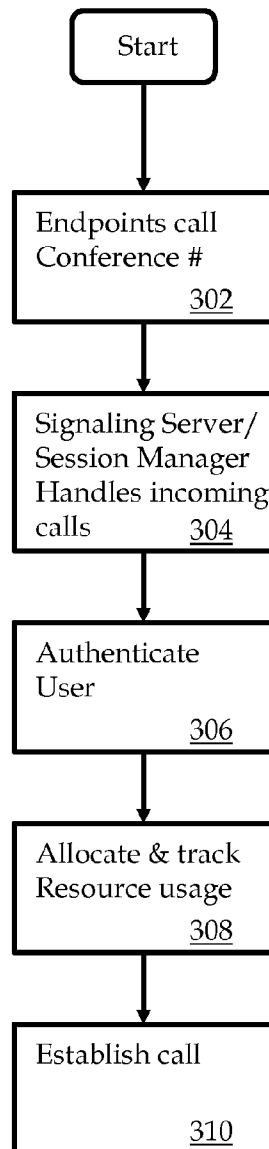 Start
Endpoints call
Conference #
302
Signaling Server/
Session Manager
Handles incoming
calls
304
Authenticate
User
306
Allocate & track
Resource usage
308
Establish call
310